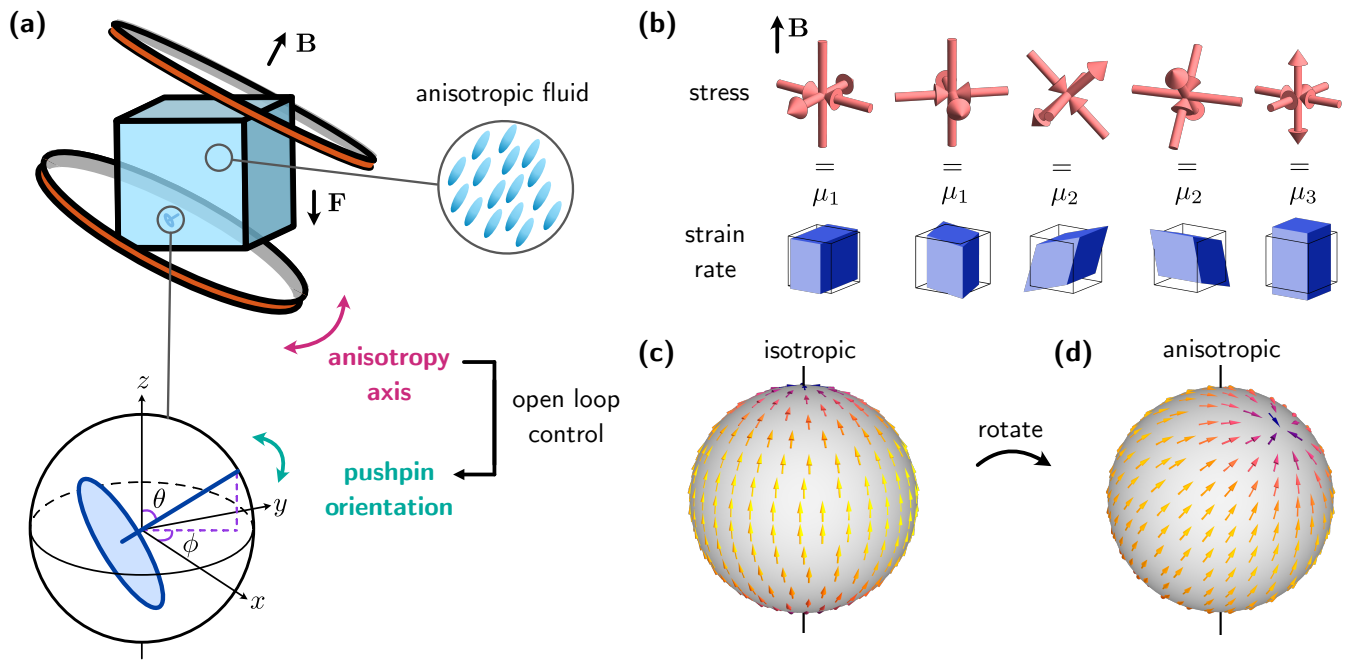 (a)
B
anisotropic fluid
F
anisotropy
axis
open loop
control
pushpin
orientation
z
θ
y
ϕ
x
(b)
B
stress
= = = = =
μ₁ μ₁ μ₂ μ₂ μ₃
strain
rate
(c)
isotropic
rotate
(d)
anisotropic